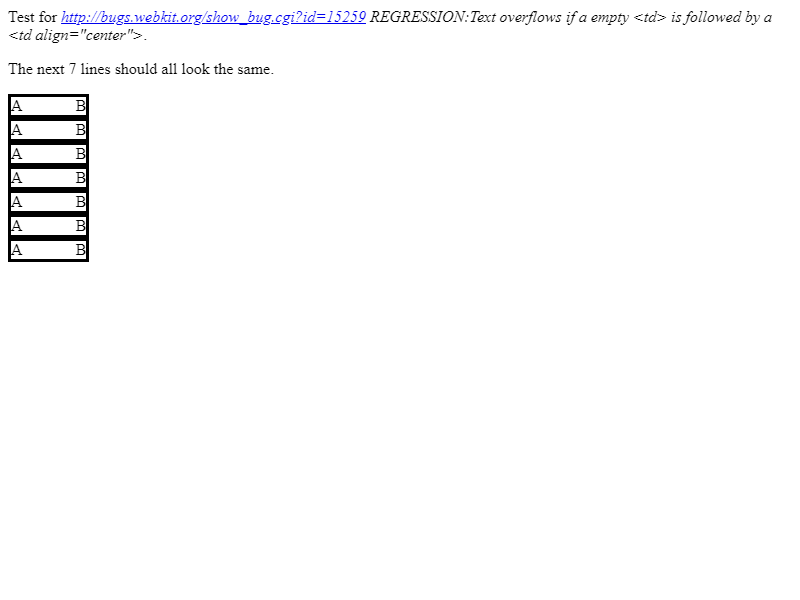 Test for http://bugs.webkit.org/show_bug.cgi?id=15259 REGRESSION: Text overflows if a empty <td> is followed by a
<td align="center">.
The next 7 lines should all look the same.
A B
A B
A B
A B
A B
A B
A B